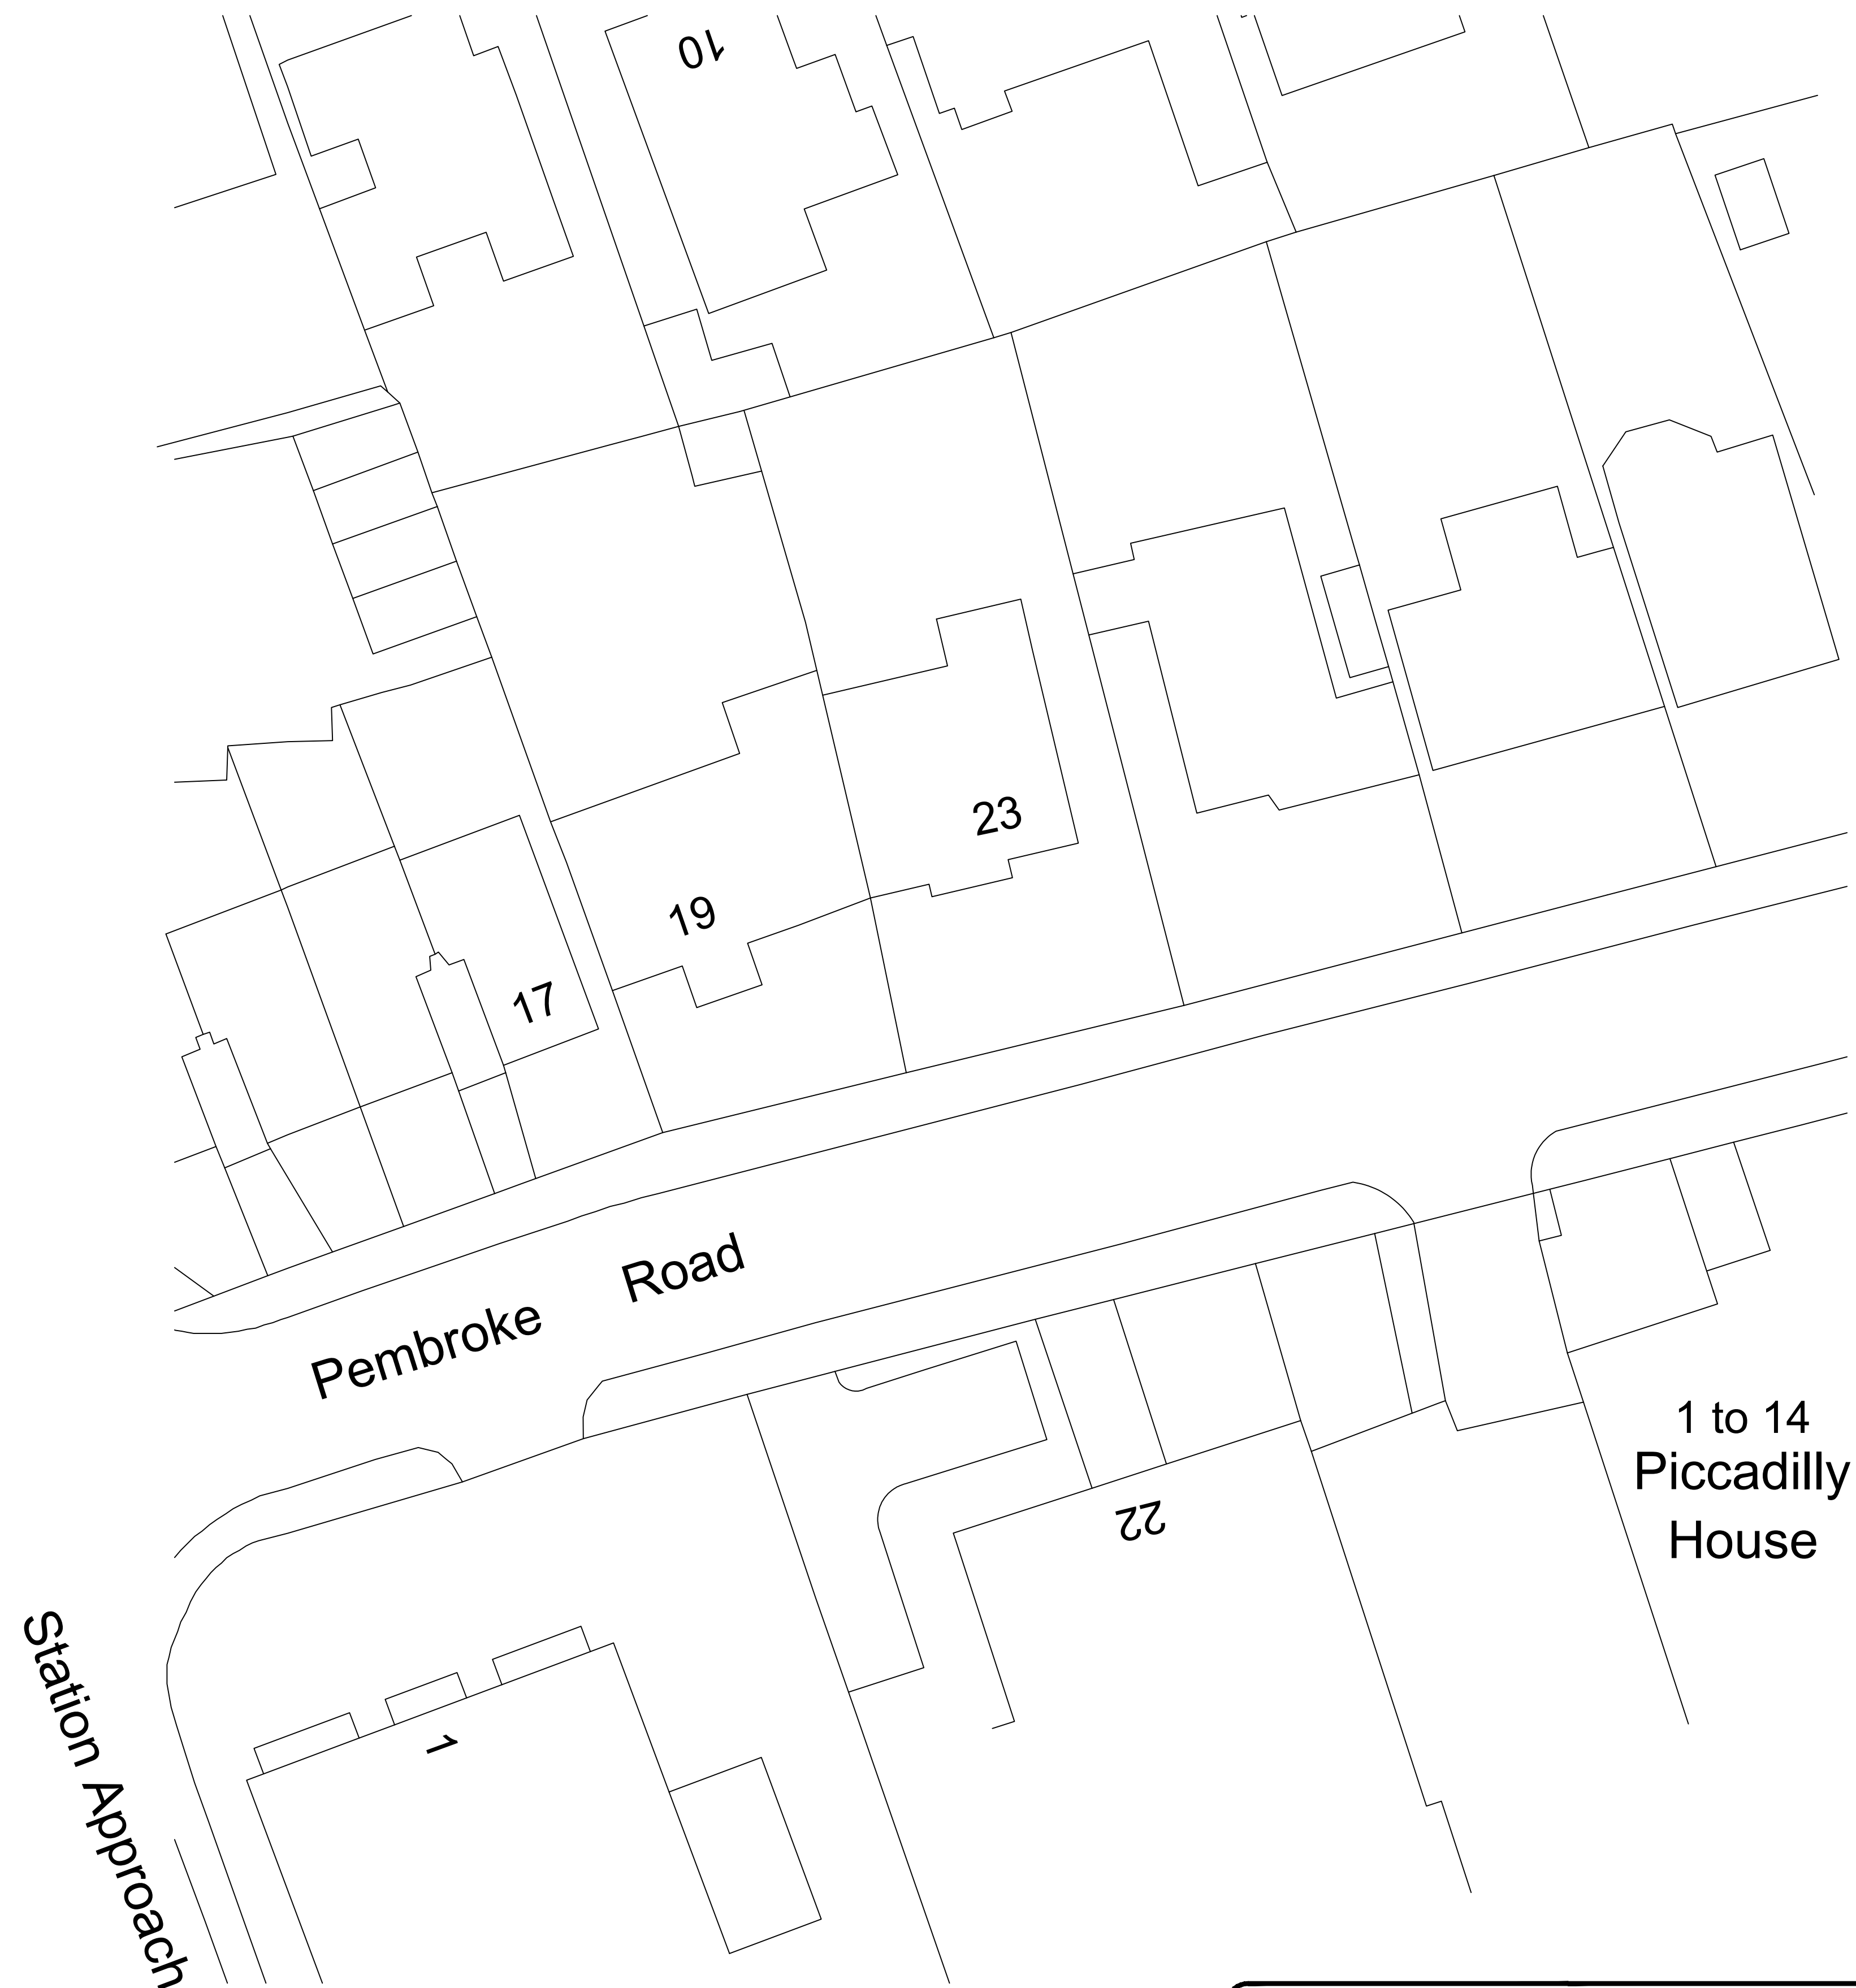 10
23
19
17
Pembroke Road
22
1 to 14
Piccadilly
House
1
Station Approach